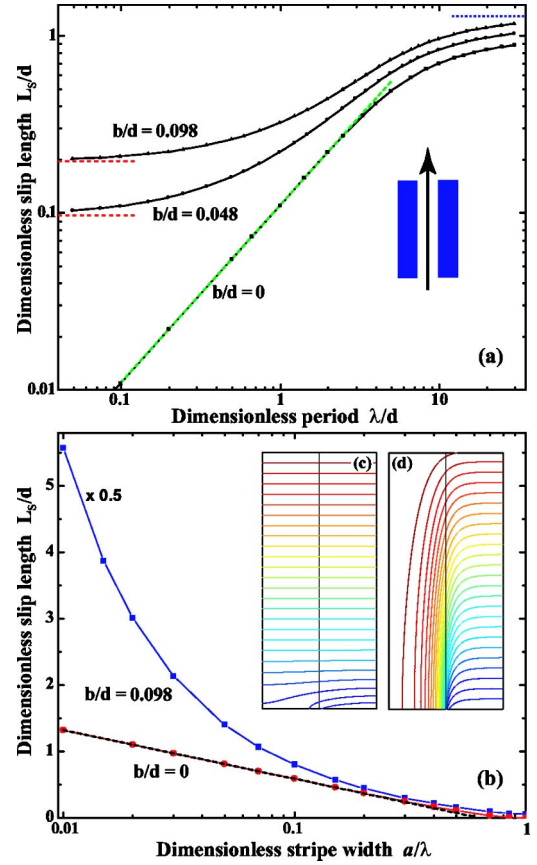 Dimensionless slip length Lₛ/d
1
0.1
0.01
b/d = 0.098
b/d = 0.048
b/d = 0
(a)
0.1
1
10
Dimensionless period λ/d
Dimensionless slip length Lₛ/d
5
4
3
2
1
0
x 0.5
b/d = 0.098
b/d = 0
(c)
(d)
(b)
0.01
0.1
1
Dimensionless stripe width a/λ